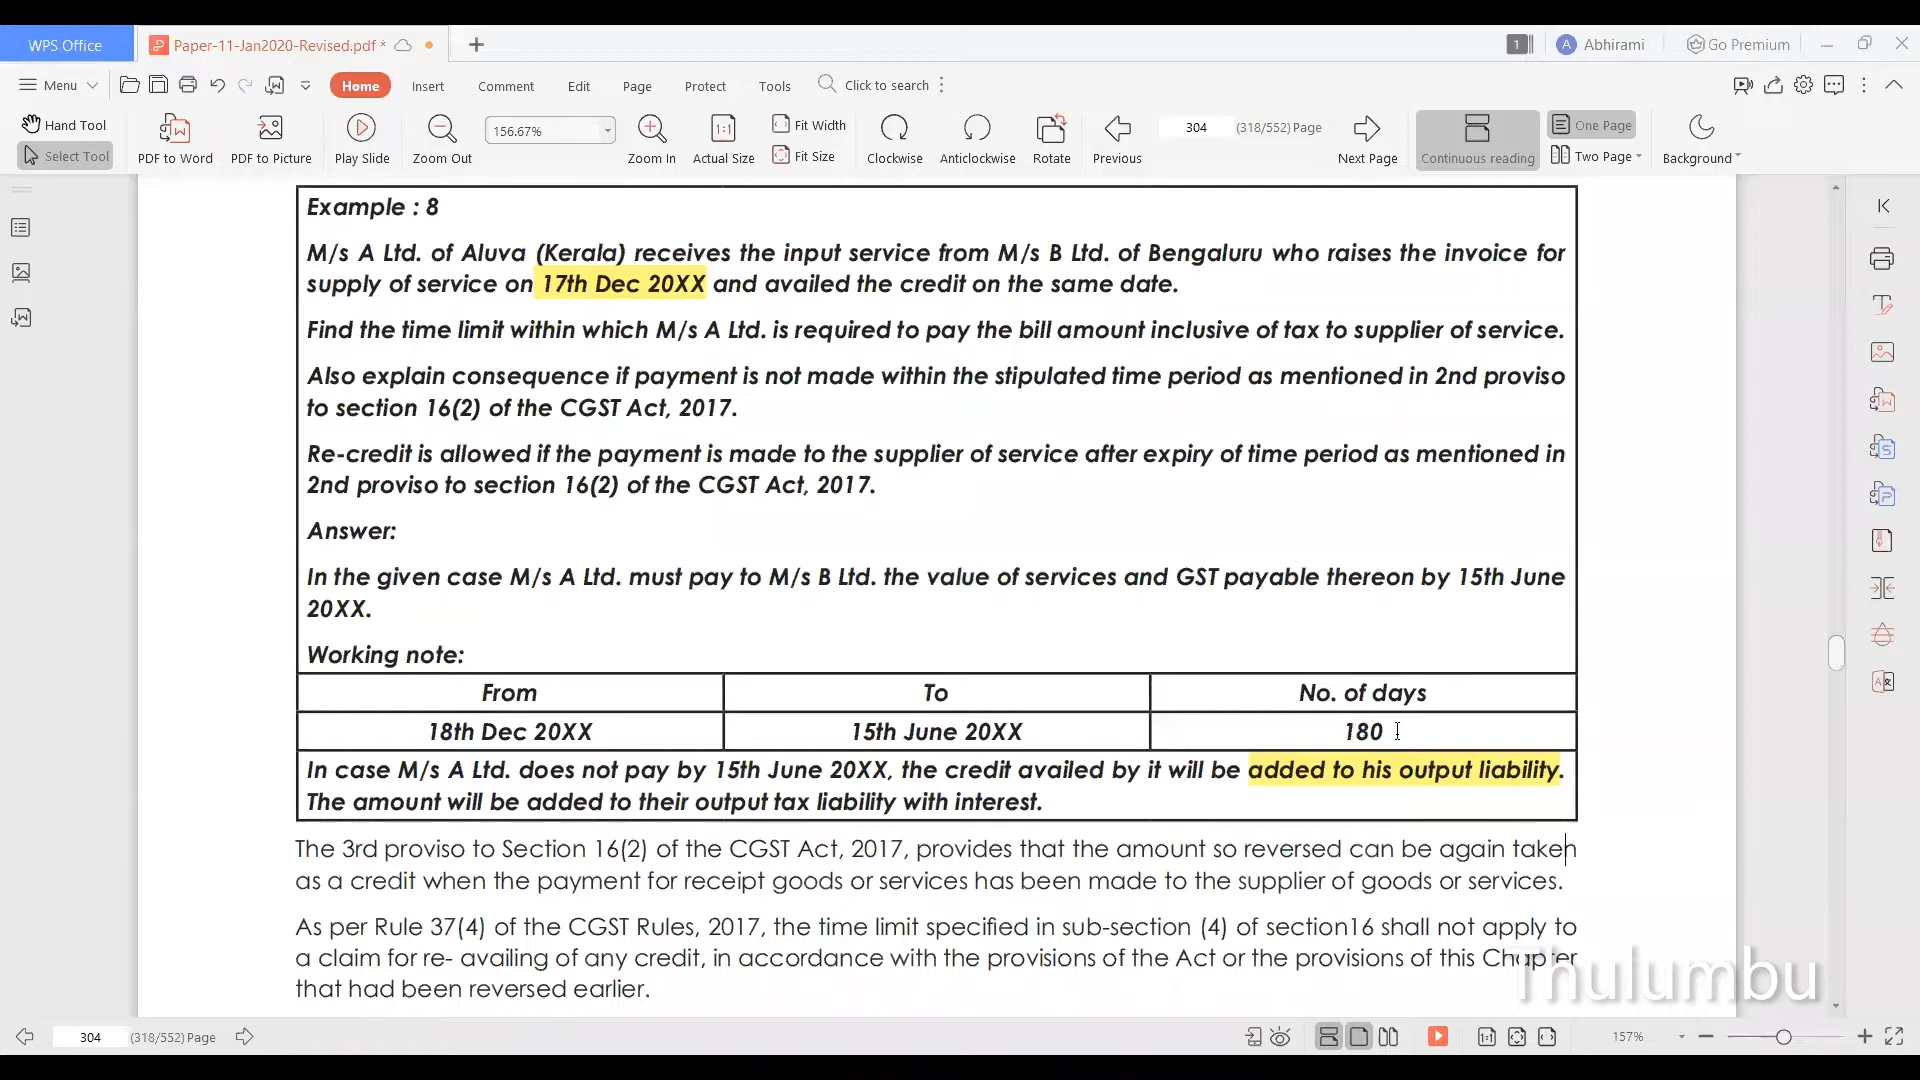 WPS Office
Paper-11-Jan2020-Revised.pdf *
1
A Abhirami
Go Premium
Menu
Home
Insert
Comment
Edit
Page
Protect
Tools
Click to search
Hand Tool
Select Tool
PDF to Word
PDF to Picture
Play Slide
Zoom Out
156.67%
Zoom In
Actual Size
Fit Width
Fit Size
Clockwise
Anticlockwise
Rotate
Previous
304 (318/552) Page
Next Page
Continuous reading
One Page
Two Page
Background
Example : 8
M/s A Ltd. of Aluva (Kerala) receives the input service from M/s B Ltd. of Bengaluru who raises the invoice for
supply of service on 17th Dec 20XX and availed the credit on the same date.
Find the time limit within which M/s A Ltd. is required to pay the bill amount inclusive of tax to supplier of service.
Also explain consequence if payment is not made within the stipulated time period as mentioned in 2nd proviso
to section 16(2) of the CGST Act, 2017.
Re-credit is allowed if the payment is made to the supplier of service after expiry of time period as mentioned in
2nd proviso to section 16(2) of the CGST Act, 2017.
Answer:
In the given case M/s A Ltd. must pay to M/s B Ltd. the value of services and GST payable thereon by 15th June
20XX.
Working note:
From To No. of days
18th Dec 20XX 15th June 20XX 180
In case M/s A Ltd. does not pay by 15th June 20XX, the credit availed by it will be added to his output liability.
The amount will be added to their output tax liability with interest.
The 3rd proviso to Section 16(2) of the CGST Act, 2017, provides that the amount so reversed can be again taken
as a credit when the payment for receipt goods or services has been made to the supplier of goods or services.
As per Rule 37(4) of the CGST Rules, 2017, the time limit specified in sub-section (4) of section16 shall not apply to
a claim for re- availing of any credit, in accordance with the provisions of the Act or the provisions of this Chapter
that had been reversed earlier.
Thulumbu
304 (318/552) Page
157%